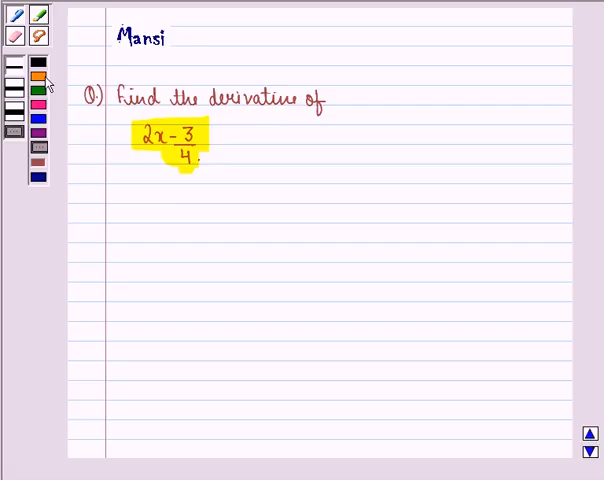 Mansi
Q.) Find the derivative of
2x - 3/4.